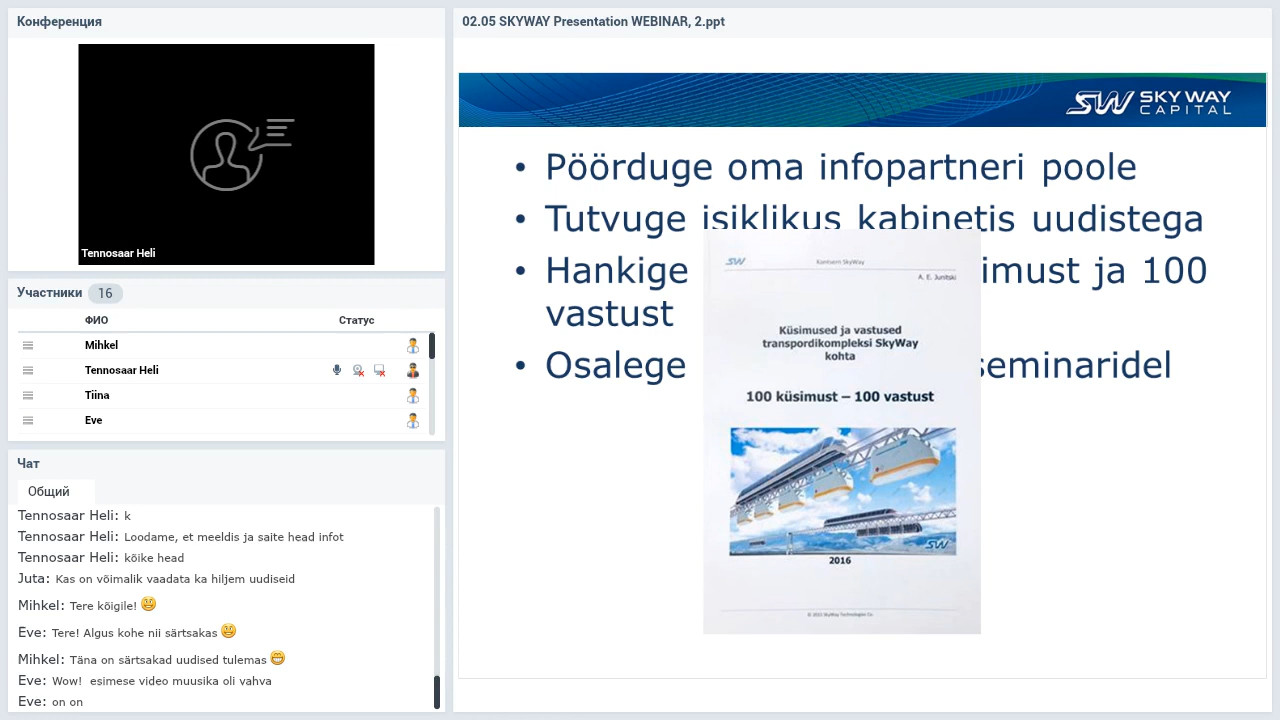 Конференция
Tennosaar Heli
Участники 16
ФИО Статус
Mihkel
Tennosaar Heli
Tiina
Eve
Чат
Общий
Tennosaar Heli: k
Tennosaar Heli: Loodame, et meeldis ja saite head infot
Tennosaar Heli: kõike head
Juta: Kas on võimalik vaadata ka hiljem uudiseid
Mihkel: Tere kõigile!
Eve: Tere! Algus kohe nii särtsakas
Mihkel: Täna on särtsakad uudised tulemas
Eve: Wow! esimese video muusika oli vahva
Eve: on on
02.05 SKYWAY Presentation WEBINAR, 2.ppt
SW SKY WAY
CAPITAL
• Pöörduge oma infopartneri poole
• Tutvuge isiklikus kabinetis uudistega
• Hankige imust ja 100
vastust
• Osalege seminaridel
SW Kontsern SkyWay
A. E. Junitski
Küsimused ja vastused
transpordikompleksi SkyWay
kohta
100 küsimust – 100 vastust
SW
2016
© 2015 SkyWay Technologies Co.